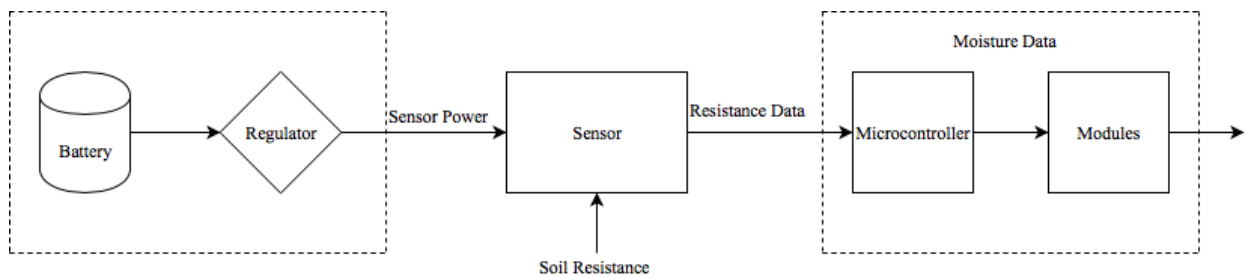 Moisture Data
Battery
Regulator
Sensor Power
Sensor
Resistance Data
Microcontroller
Modules
Soil Resistance